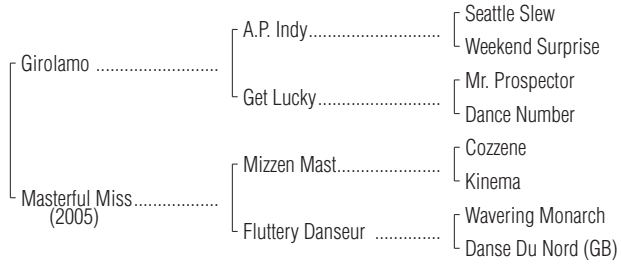 Seattle Slew
A.P. Indy
Weekend Surprise
Girolamo
Mr. Prospector
Get Lucky
Dance Number
Cozzene
Mizzen Mast
Kinema
Masterful Miss
(2005)
Wavering Monarch
Fluttery Danseur
Danse Du Nord (GB)